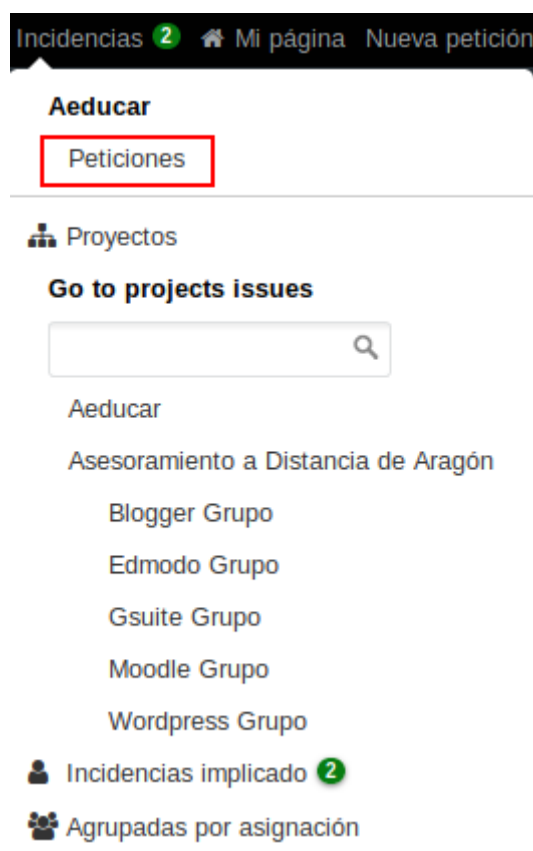 Incidencias 2 Mi página Nueva petición
Aeducar
Peticiones
Proyectos
Go to projects issues
Aeducar
Asesoramiento a Distancia de Aragón
Blogger Grupo
Edmodo Grupo
Gsuite Grupo
Moodle Grupo
Wordpress Grupo
Incidencias implicado 2
Agrupadas por asignación